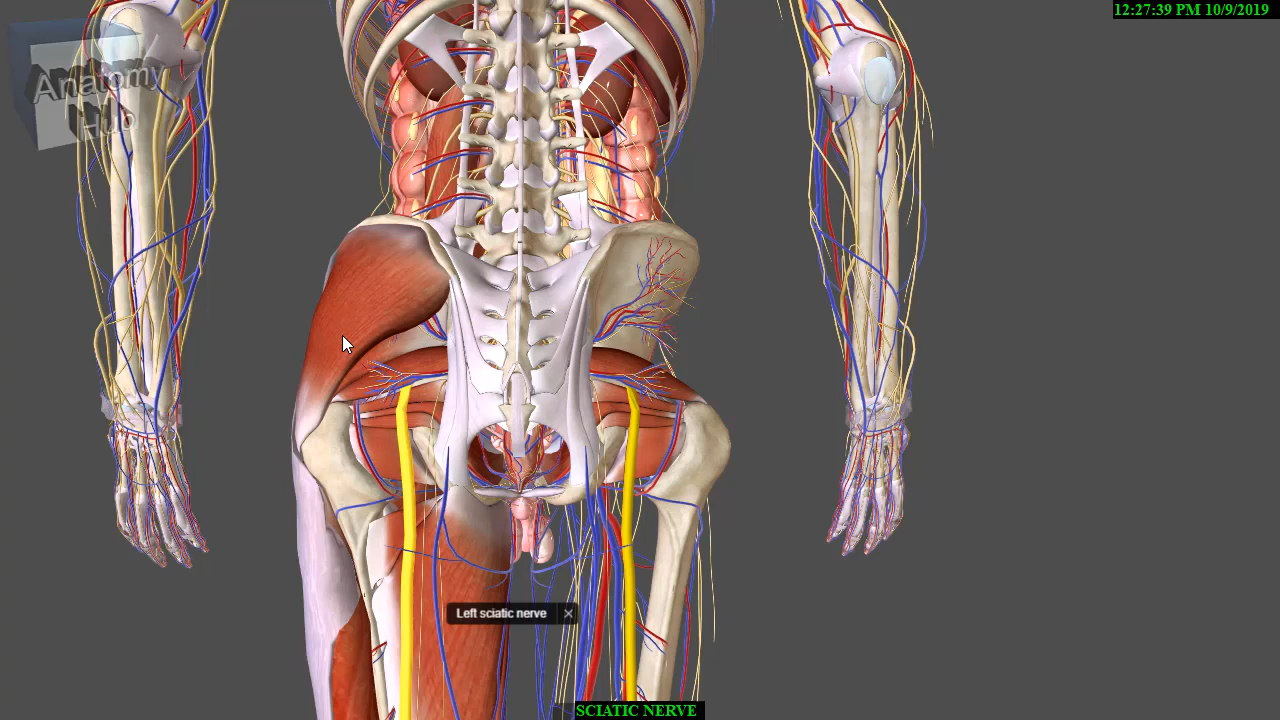 12:27:39 PM 10/9/2019
Anatomy
Hub
Left sciatic nerve
SCIATIC NERVE